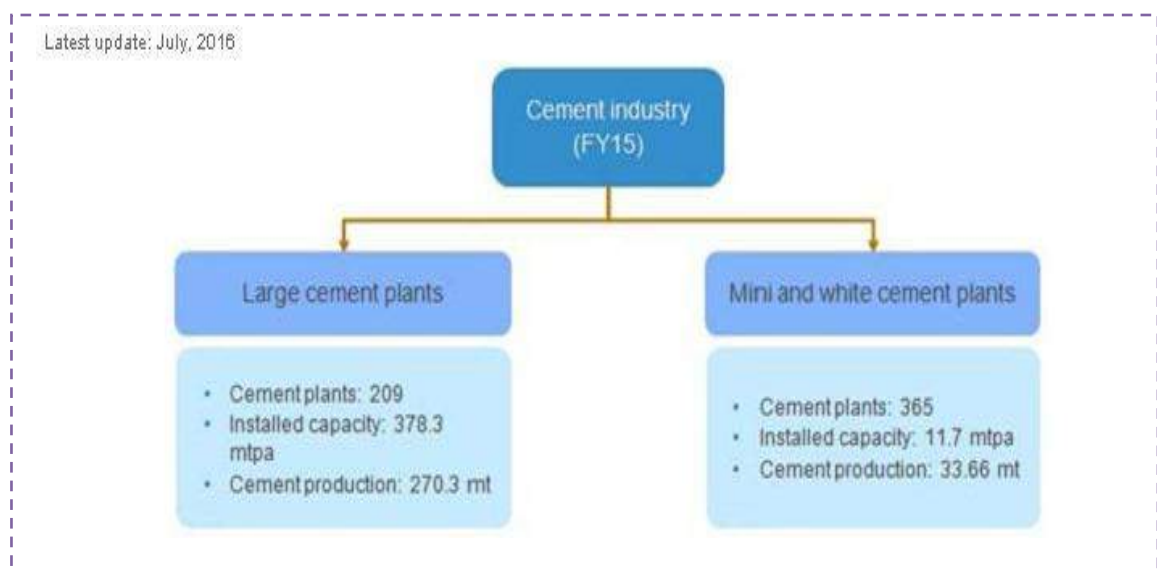 Latest update: July, 2016
Cement industry
(FY15)
Large cement plants
• Cement plants: 209
• Installed capacity: 378.3
mtpa
• Cement production: 270.3 mt
Mini and white cement plants
• Cement plants: 365
• Installed capacity: 11.7 mtpa
• Cement production: 33.66 mt